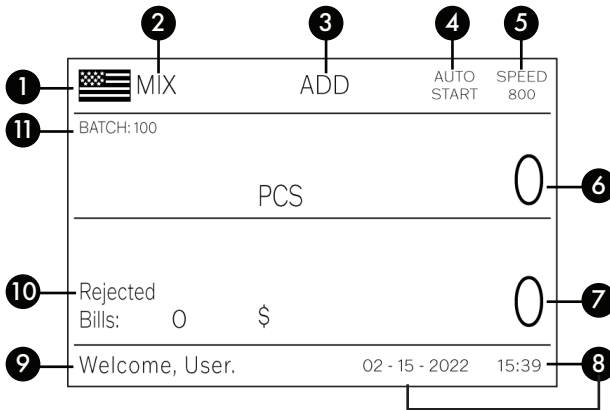 2 3 4 5
1 MIX ADD AUTO START SPEED 800
11 BATCH: 100
PCS 0 6
10 Rejected
Bills: 0 $ 0 7
9 Welcome, User. 02 - 15 - 2022 15:39 8